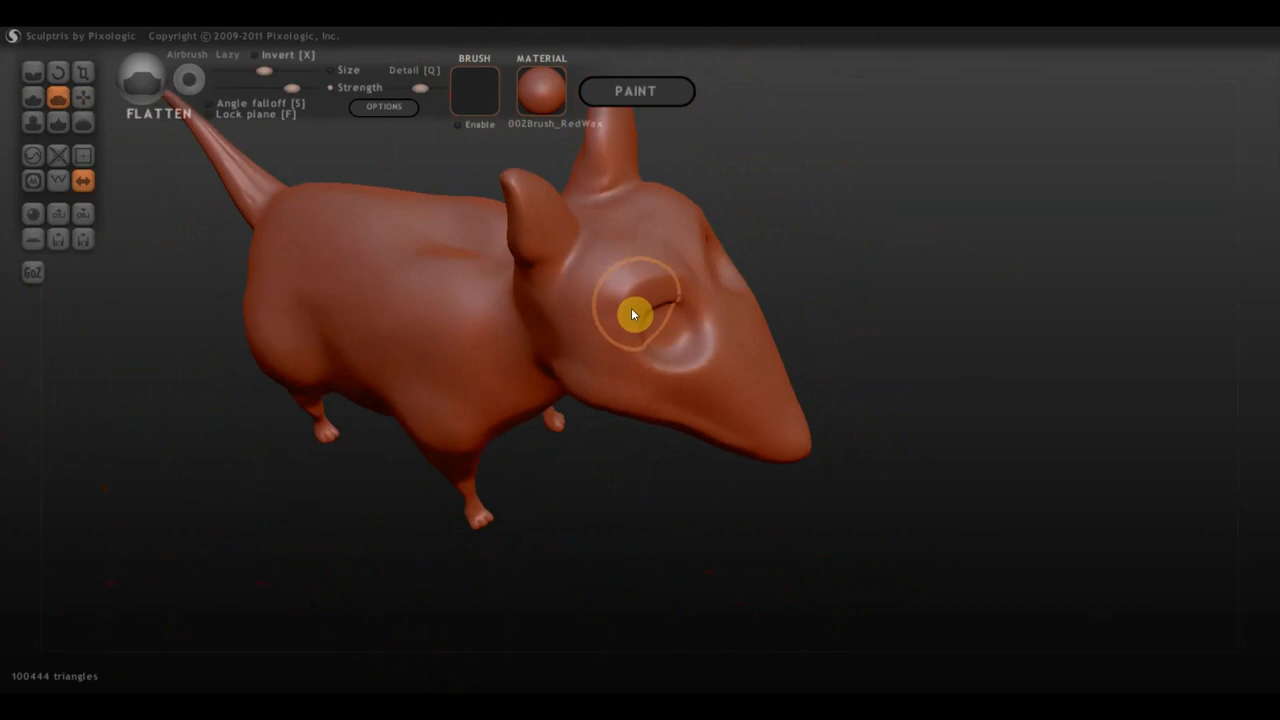 Sculptris by Pixologic Copyright © 2009-2011 Pixologic, Inc.
Airbrush Lazy Invert [X]
BRUSH MATERIAL
Size Detail [Q]
Strength
PAINT
Angle falloff [S]
OPTIONS
FLATTEN Lock plane [F]
Enable 00ZBrush_RedWax
GoZ
100444 triangles